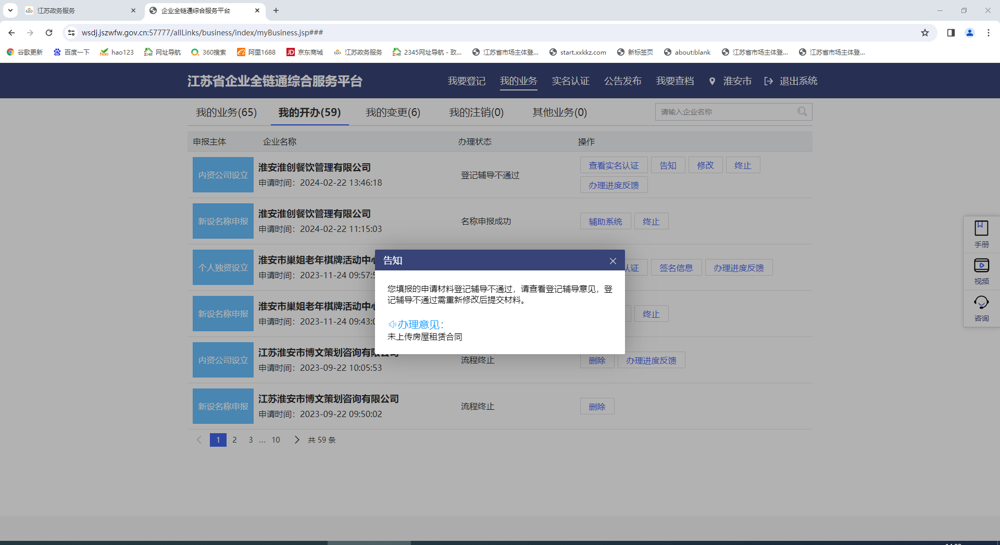 江苏政务服务
企业全链通综合服务平台
wsdj.jszwfw.gov.cn:57777/allLinks/business/index/myBusiness.jsp###
谷歌更新
百度一下
hao123
网址导航
360搜索
阿里1688
JD 京东商城
江苏政务服务
2345网址导航 - 致...
江苏省市场主体登...
start.xxkkz.com
新标签页
about:blank
江苏省市场主体登...
江苏省市场主体登...
江苏省企业全链通综合服务平台
我要登记
我的业务
实名认证
公告发布
我要查档
淮安市
退出系统
我的业务(65)
我的开办(59)
我的变更(6)
我的注销(0)
其他业务(0)
请输入企业名称
申报主体
企业名称
办理状态
操作
内资公司设立
淮安淮创餐饮管理有限公司
申请时间：2024-02-22 13:46:18
登记辅导不通过
查看实名认证
告知
修改
终止
办理进度反馈
新设名称申报
淮安淮创餐饮管理有限公司
申请时间：2024-02-22 11:15:03
名称申报成功
辅助系统
终止
个人独资设立
淮安市巢姐老年棋牌活动中心
申请时间：2023-11-24 09:57:5
认证
签名信息
办理进度反馈
新设名称申报
淮安市巢姐老年棋牌活动中心
申请时间：2023-11-24 09:43:0
终止
告知
您填报的申请材料登记辅导不通过，请查看登记辅导意见，登
记辅导不通过需重新修改后提交材料。
办理意见：
未上传房屋租赁合同
内资公司设立
江苏淮安市博文策划咨询有限公司
申请时间：2023-09-22 10:05:53
流程终止
删除
办理进度反馈
新设名称申报
江苏淮安市博文策划咨询有限公司
申请时间：2023-09-22 09:50:02
流程终止
删除
1 2 3 ... 10 共 59 条
手册
视频
咨询